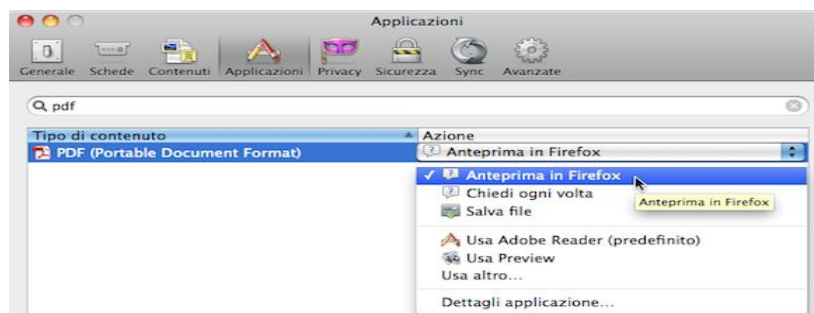 Applicazioni
Generale Schede Contenuti Applicazioni Privacy Sicurezza Sync Avanzate
pdf
Tipo di contenuto Azione
PDF (Portable Document Format) Anteprima in Firefox
Anteprima in Firefox
Chiedi ogni volta
Anteprima in Firefox
Salva file
Usa Adobe Reader (predefinito)
Usa Preview
Usa altro...
Dettagli applicazione...